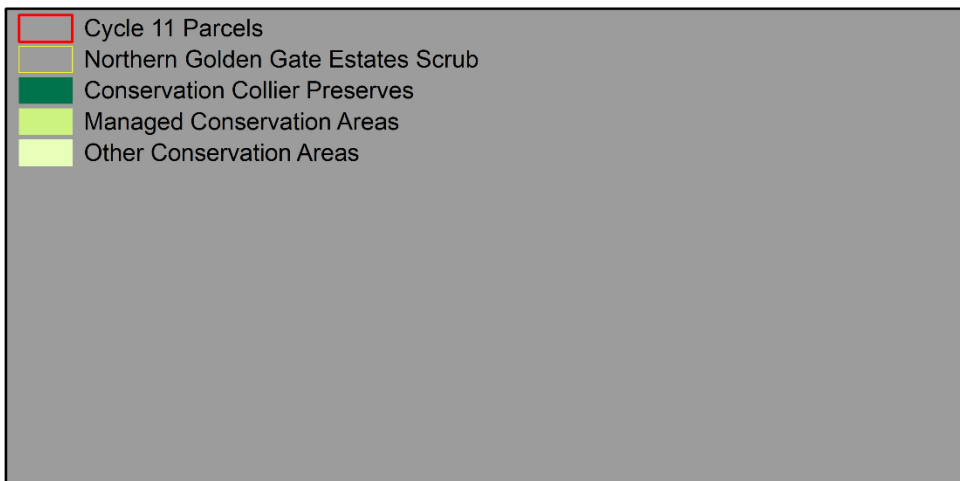 Cycle 11 Parcels
Northern Golden Gate Estates Scrub
Conservation Collier Preserves
Managed Conservation Areas
Other Conservation Areas